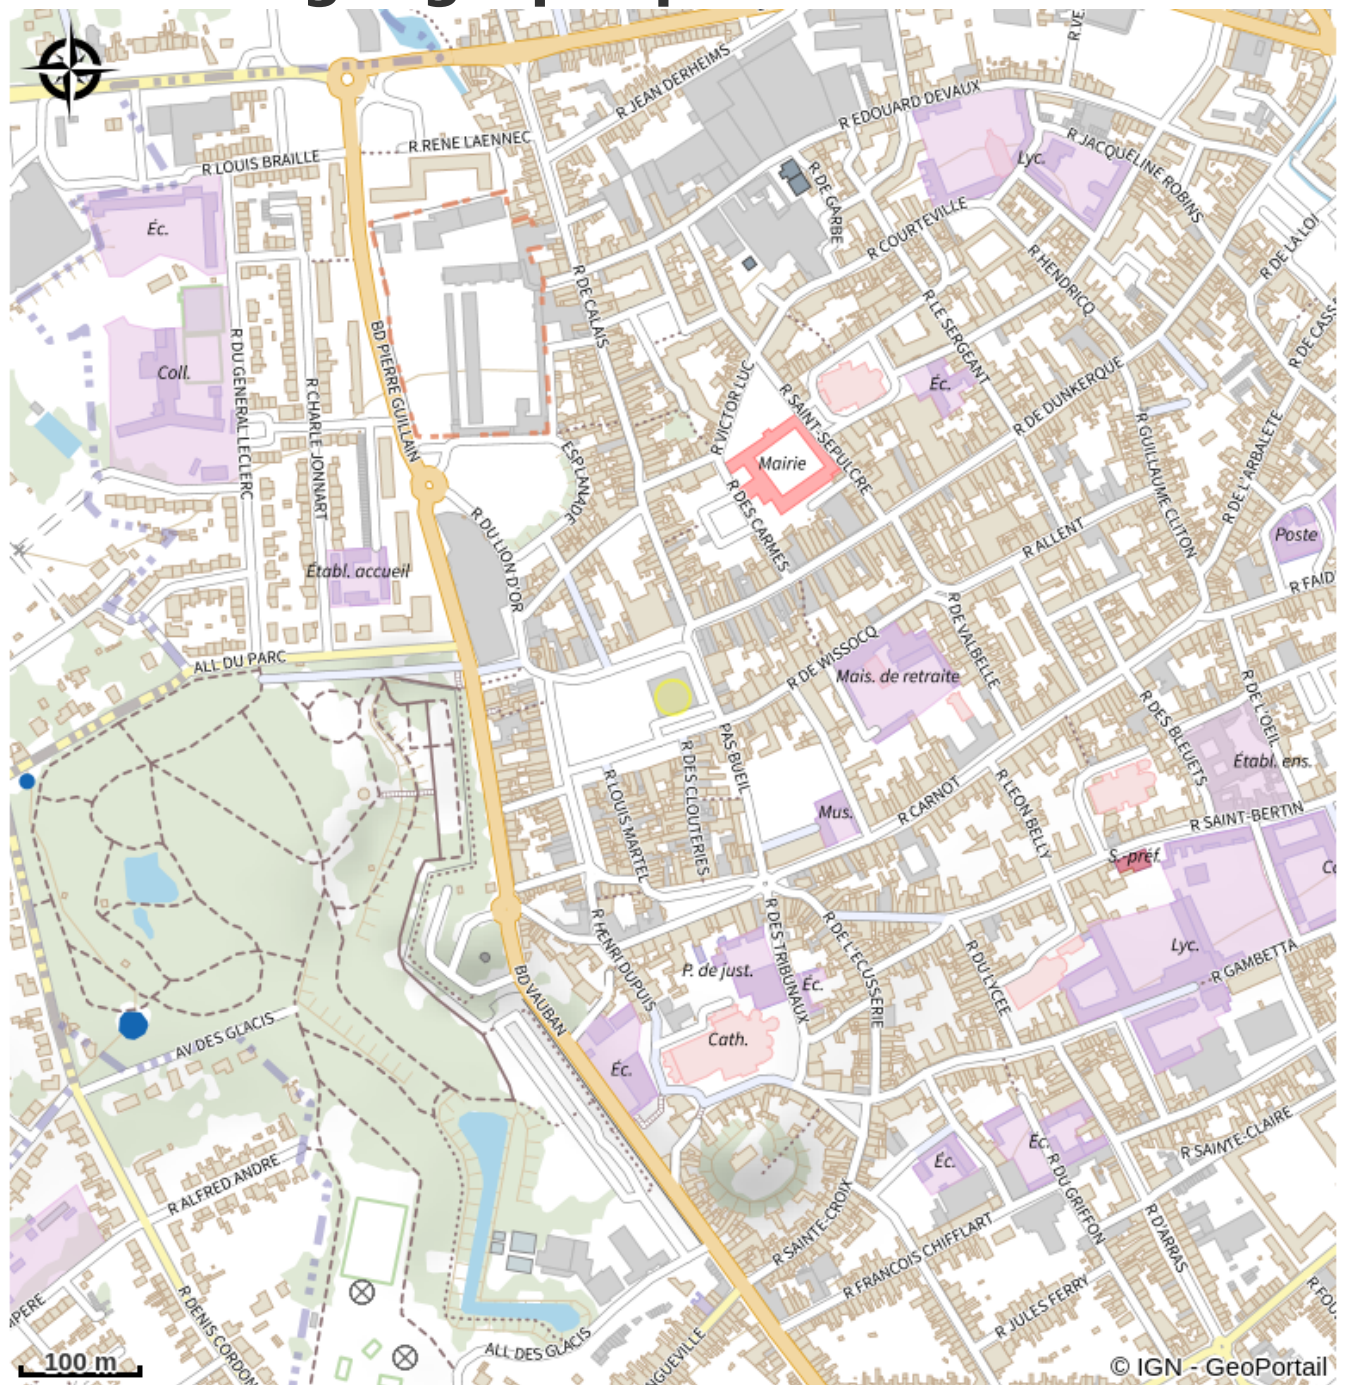 R JEAN DERHEIMS
R VE
R EDOUARD DEVAUX
R RENE LAENNEC
R LOUIS BRAILLE
R JACQUELINE ROBINS
Lyc.
R DE GARBE
R COURTEVILLE
Éc.
R DE LA LOI
R HENDRICQ
R DE CALAIS
R LE SERGEANT
R DE CASS
BD PIERRE GUILLAIN
R DU GENERAL LECLERC
Coll.
R CHARLE JONNART
R VICTOR LUC
R SAINT-SEPULCRE
Éc.
R DE DUNKERQUE
R GUILLAUME CLITON
R DE L'ARBALETE
Mairie
ESPLANADE
R DES CARMES
R DU LION D'OR
R ALLENT
Poste
Établ. accueil
R FAID
R DE VALBELLE
R DE WISSOCQ
ALL DU PARC
Mais. de retraite
R DE L'OEIL
R DES BLEUETS
PAS BUEIL
R DES CLOUTERIES
R LOUIS MARTEL
Établ. ens.
R LEON BELLY
R CARNOT
Mus.
R SAINT-BERTIN
S.-préf.
R HENRI DUPUIS
R DES TRIBUNAUX
R DE L'ECUSSERIE
R DU LYCEE
Lyc.
R GAMBETTA
P. de just.
Éc.
BD VAUBAN
AV DES GLACIS
Cath.
Éc.
R SAINTE-CLAIRE
Éc.
Éc.
R DU GRIFFON
R ALFRED ANDRE
R SAINTE-CROIX
R FRANCOIS CHIFFLART
R D'ARRAS
R DENIS CORDON
R JULES FERRY
R FOU
MPERE
ALL DES GLACIS
NGUEVILLE
100 m
© IGN - GeoPortail